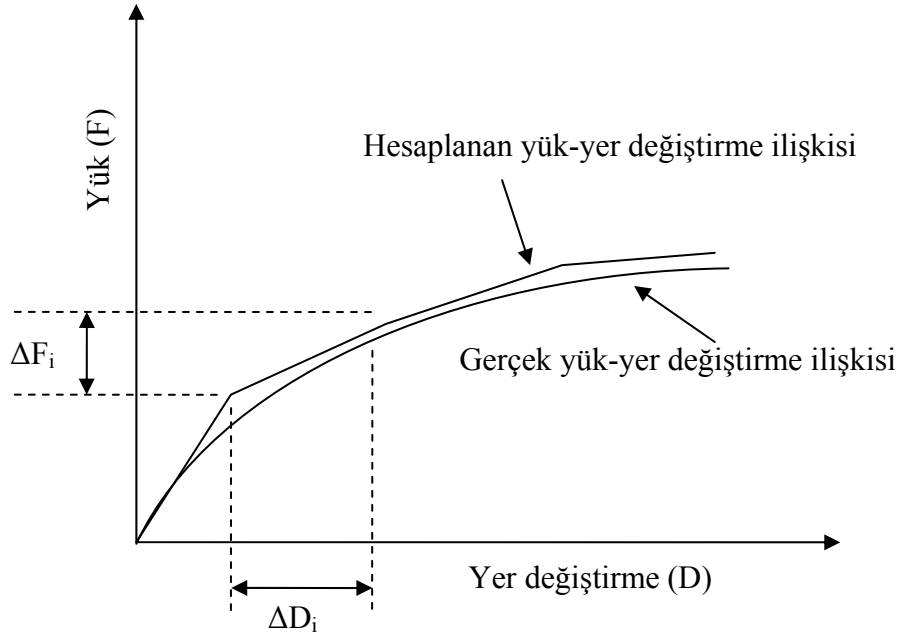 Yük (F)
Hesaplanan yük-yer değiştirme ilişkisi
ΔFi
Gerçek yük-yer değiştirme ilişkisi
Yer değiştirme (D)
ΔDi